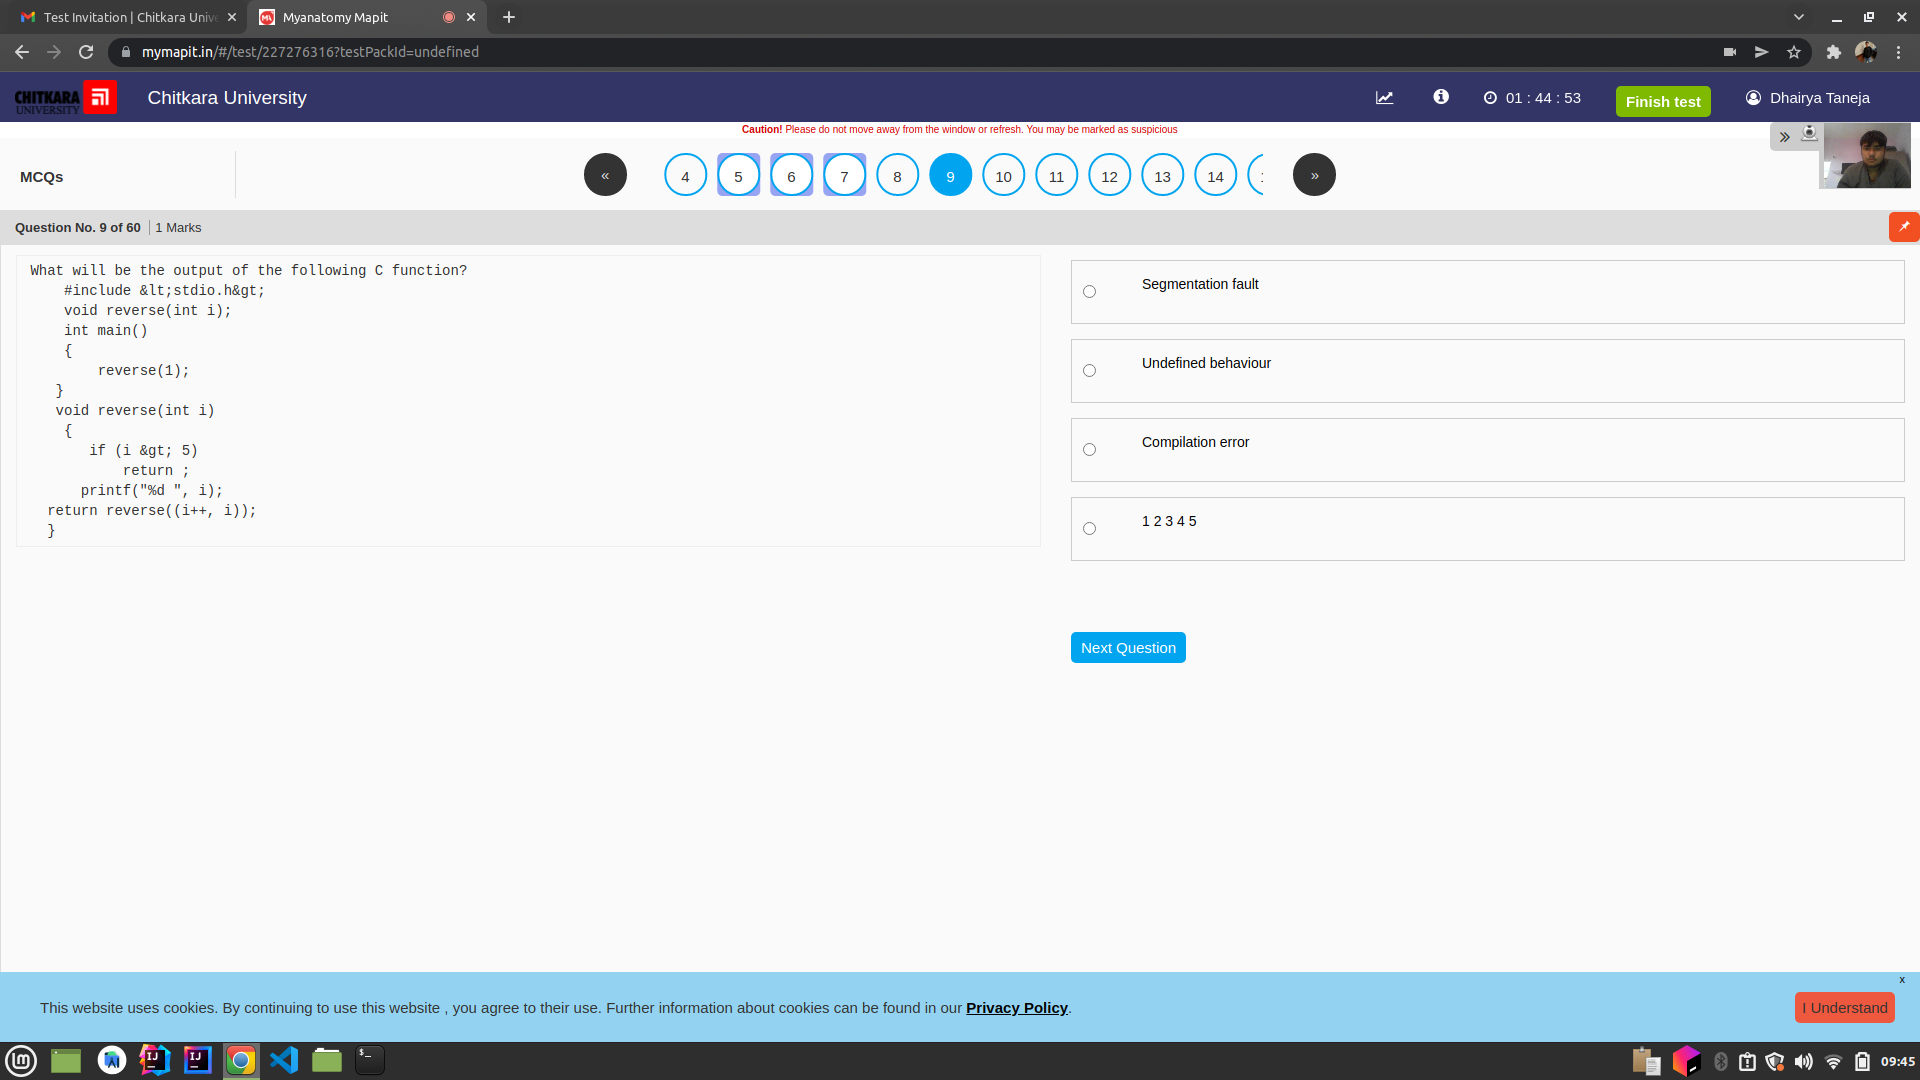 Test Invitation | Chitkara Unive
Myanatomy Mapit
mymapit.in/#/test/227276316?testPackId=undefined
CHITKARA
UNIVERSITY
Chitkara University
01 : 44 : 53
Finish test
Dhairya Taneja
Caution! Please do not move away from the window or refresh. You may be marked as suspicious
MCQs
« 4 5 6 7 8 9 10 11 12 13 14 »
Question No. 9 of 60 1 Marks
What will be the output of the following C function?
#include &lt;stdio.h&gt;
void reverse(int i);
int main()
{
reverse(1);
}
void reverse(int i)
{
if (i &gt; 5)
return ;
printf("%d ", i);
return reverse((i++, i));
}
Segmentation fault
Undefined behaviour
Compilation error
1 2 3 4 5
Next Question
x
This website uses cookies. By continuing to use this website , you agree to their use. Further information about cookies can be found in our Privacy Policy.
I Understand
09:45